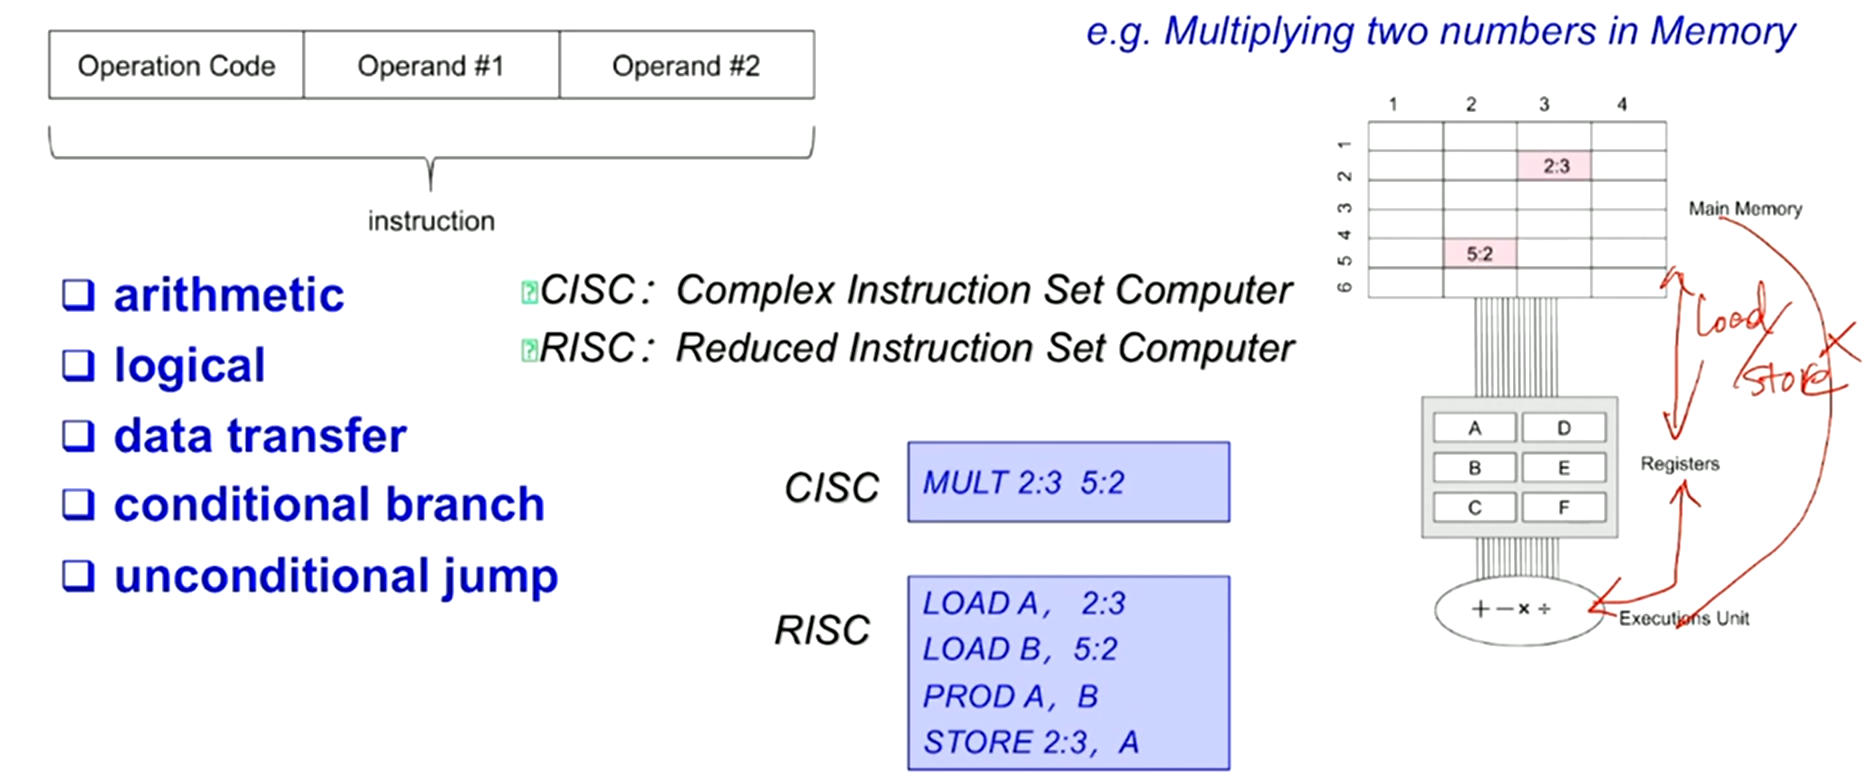 e.g. Multiplying two numbers in Memory
Operation Code Operand #1 Operand #2
instruction
❑ arithmetic
❑ logical
❑ data transfer
❑ conditional branch
❑ unconditional jump
CISC: Complex Instruction Set Computer
RISC: Reduced Instruction Set Computer
CISC
MULT 2:3 5:2
RISC
LOAD A, 2:3
LOAD B, 5:2
PROD A, B
STORE 2:3, A
1 2 3 4
1
2
3
4
5
6
2:3
5:2
Main Memory
Load/
Store
A D
B E
C F
Registers
+ − × ÷
Executions Unit